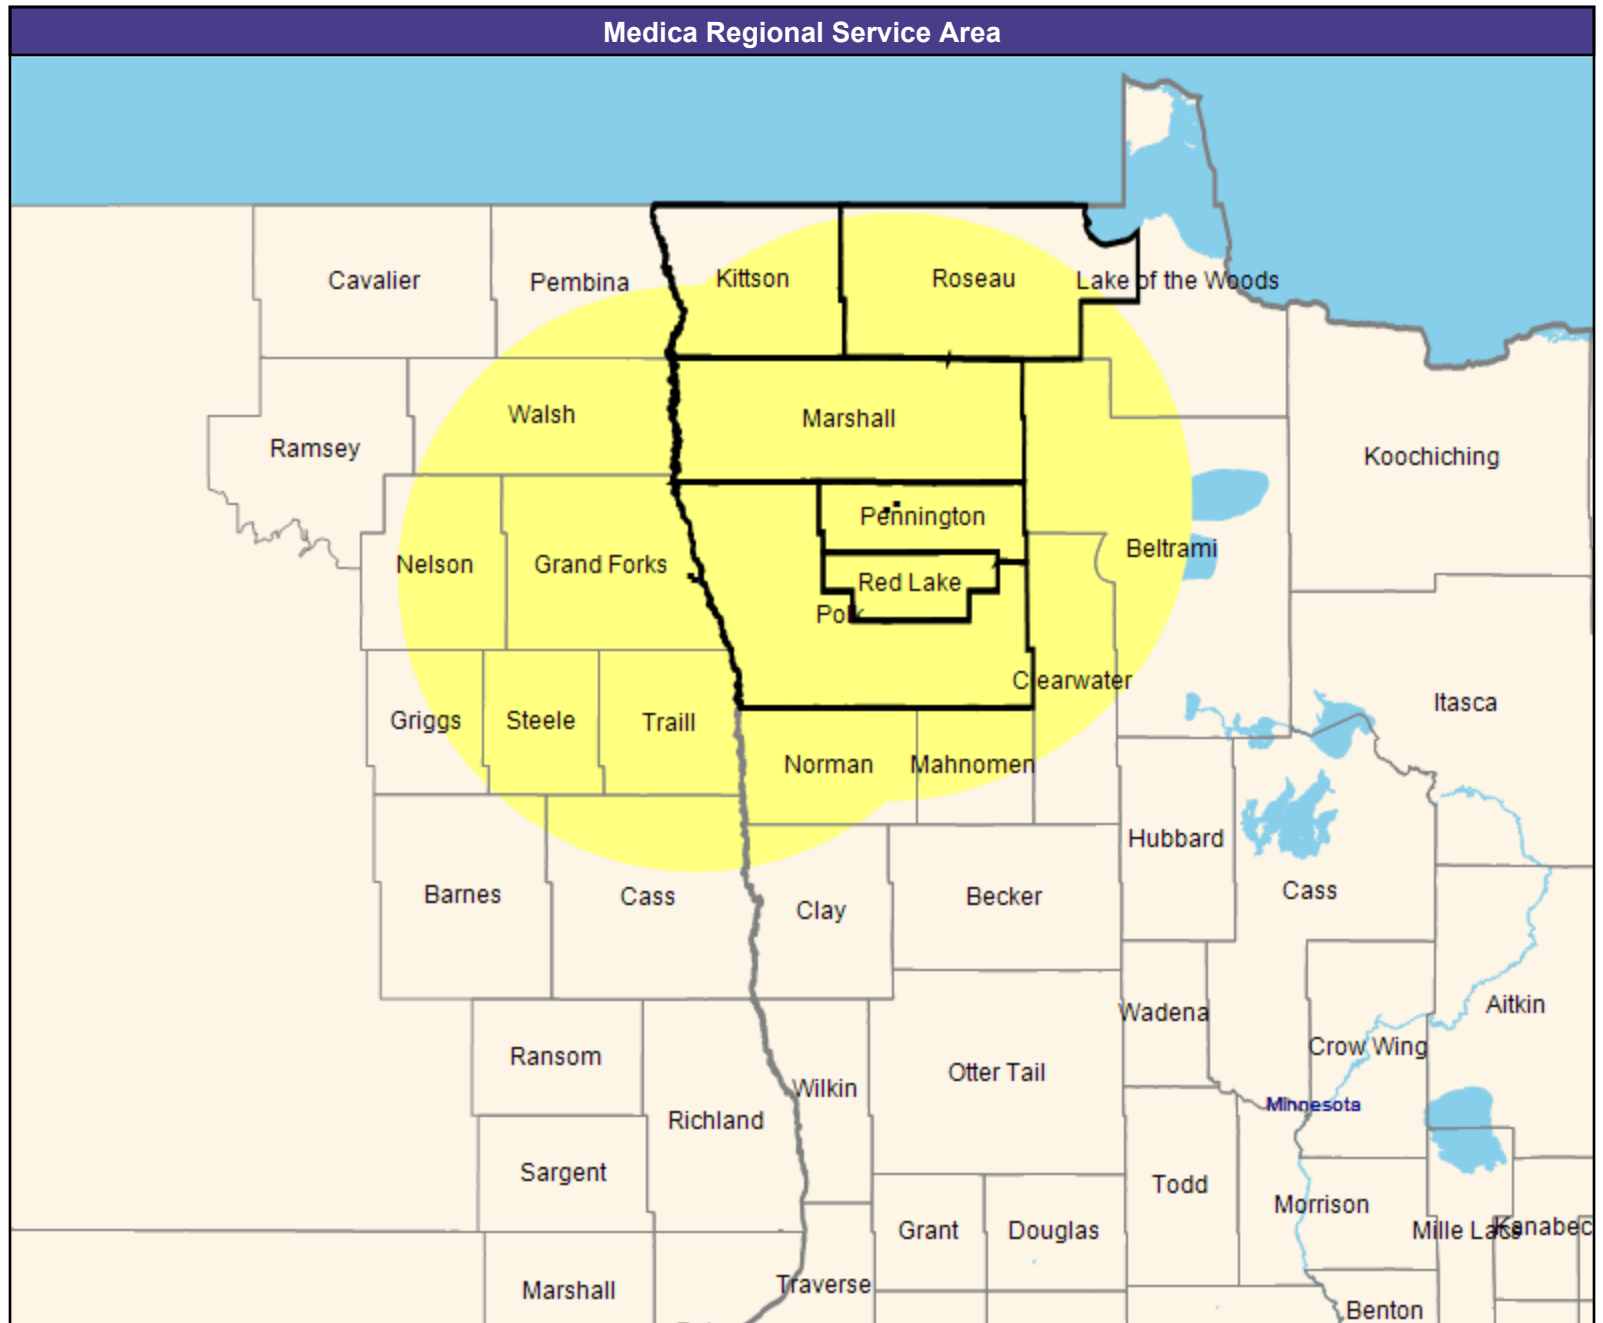 Medica Regional Service Area
Cavalier
Pembina
Kittson
Roseau
Lake of the Woods
Walsh
Marshall
Ramsey
Koochiching
Pennington
Nelson
Grand Forks
Beltrami
Red Lake
Polk
Clearwater
Griggs
Steele
Traill
Itasca
Norman
Mahnomen
Hubbard
Barnes
Cass
Clay
Becker
Cass
Aitkin
Wadena
Crow Wing
Ransom
Otter Tail
Wilkin
Minnesota
Richland
Sargent
Todd
Morrison
Grant
Douglas
Mille Lacs
Kanabec
Marshall
Traverse
Benton